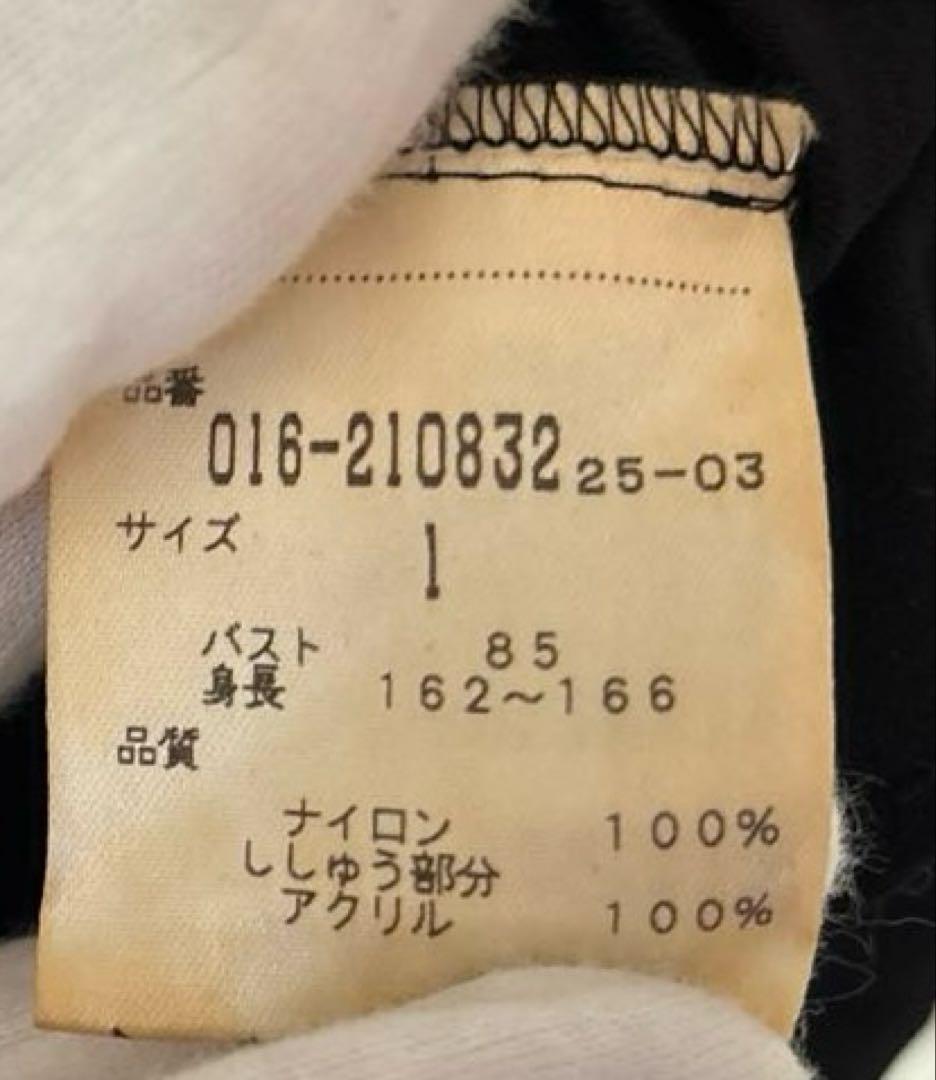 品番
016-210832 25-03
サイズ 1
バスト 85
身長 162~166
品質
ナイロン 100%
ししゅう部分
アクリル 100%